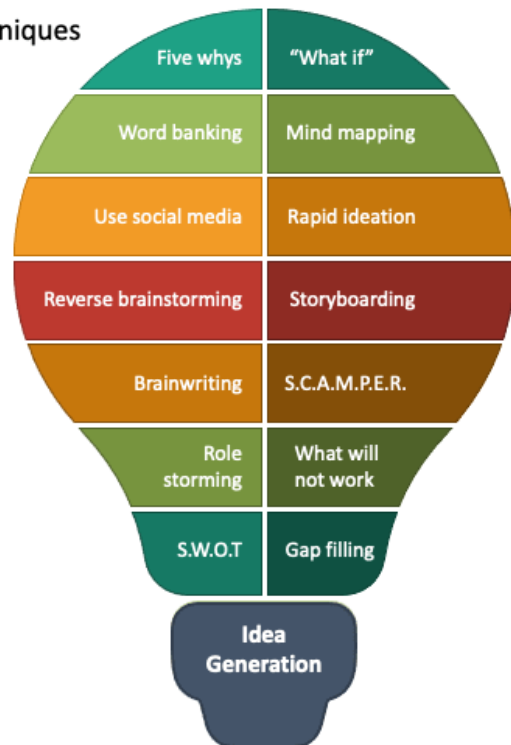 niques
Five whys
“What if”
Word banking
Mind mapping
Use social media
Rapid ideation
Reverse brainstorming
Storyboarding
Brainwriting
S.C.A.M.P.E.R.
Role
storming
What will
not work
S.W.O.T
Gap filling
Idea
Generation